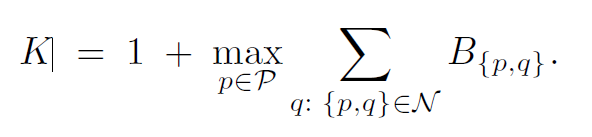 K| = 1 + max_{p∈𝒫} ∑_{q: {p,q}∈𝒩} B_{{p,q}}.